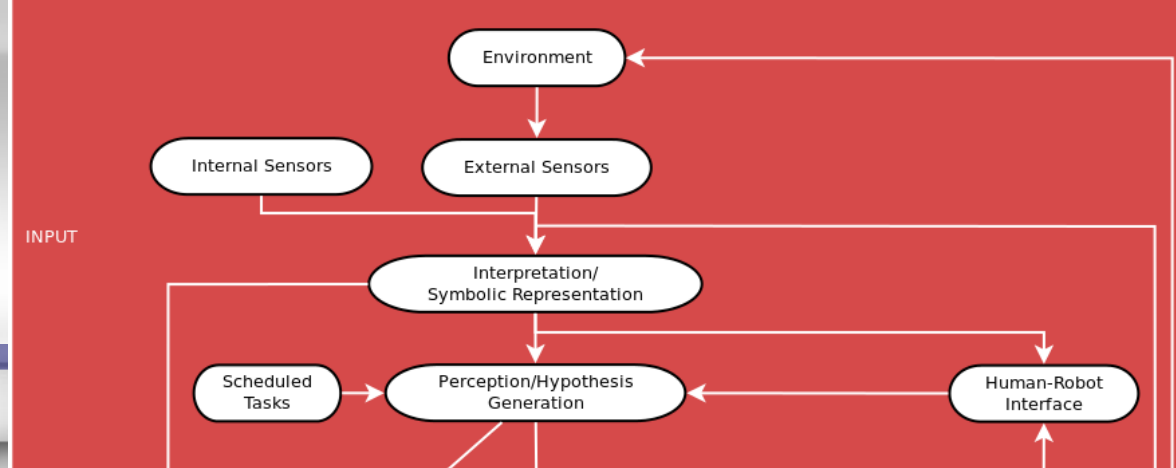 Environment
Internal Sensors
External Sensors
INPUT
Interpretation/
Symbolic Representation
Scheduled
Tasks
Perception/Hypothesis
Generation
Human-Robot
Interface